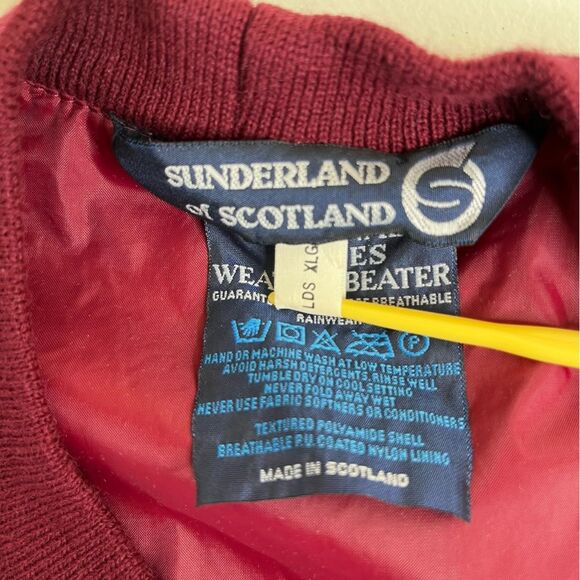 SUNDERLAND
of SCOTLAND
LDS XLG
ES
WEA BEATER
GUARANT BREATHABLE
RAINWEAR
P
HAND OR MACHINE WASH AT LOW TEMPERATURE
AVOID HARSH DETERGENTS, RINSE WELL
TUMBLE DRY ON COOL SETTING
NEVER FOLD AWAY WET
NEVER USE FABRIC SOFTNERS OR CONDITIONERS
TEXTURED POLYAMIDE SHELL
BREATHABLE P.U. COATED NYLON LINING
MADE IN SCOTLAND